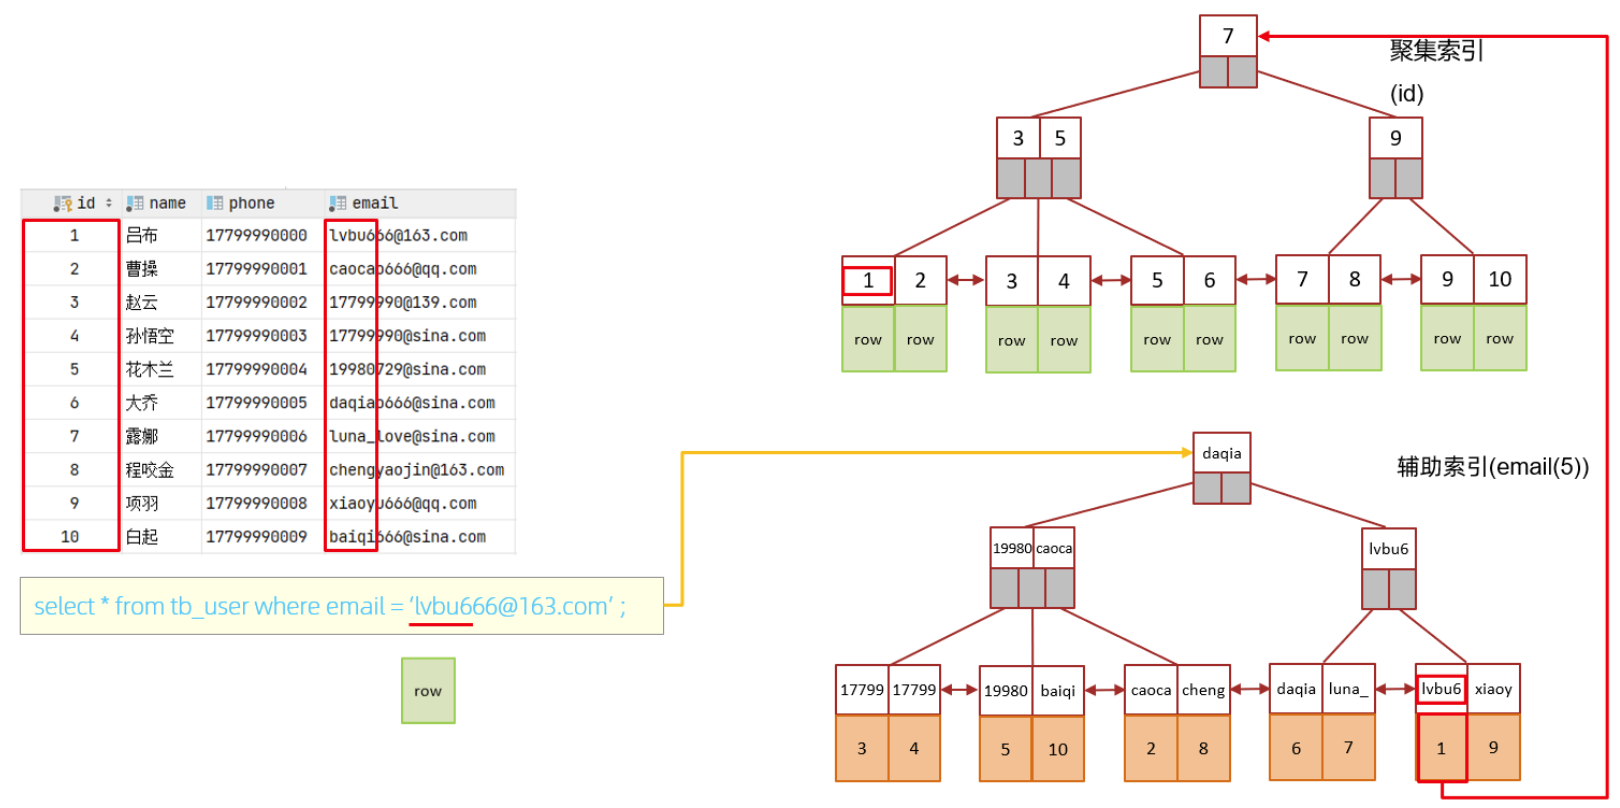 id name phone email
1 吕布 17799990000 lvbu666@163.com
2 曹操 17799990001 caocao666@qq.com
3 赵云 17799990002 17799990@139.com
4 孙悟空 17799990003 17799990@sina.com
5 花木兰 17799990004 19980729@sina.com
6 大乔 17799990005 daqiao666@sina.com
7 露娜 17799990006 luna_love@sina.com
8 程咬金 17799990007 chengyaojin@163.com
9 项羽 17799990008 xiaoyu666@qq.com
10 白起 17799990009 baiqi666@sina.com
select * from tb_user where email = ‘lvbu666@163.com’ ;
row
7
聚集索引
(id)
3 5 9
1 2 3 4 5 6 7 8 9 10
row row row row row row row row row row
daqia
辅助索引(email(5))
19980 caoca lvbu6
17799 17799 19980 baiqi caoca cheng daqia luna_ lvbu6 xiaoy
3 4 5 10 2 8 6 7 1 9